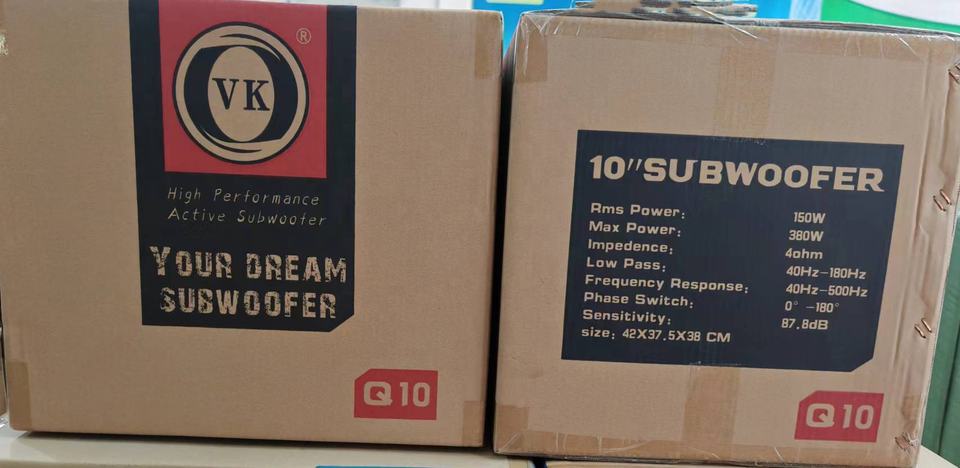 ®
OVK
High Performance
Active Subwoofer
YOUR DREAM
SUBWOOFER
Q10
10"SUBWOOFER
Rms Power: 150W
Max Power: 380W
Impedence: 4ohm
Low Pass: 40Hz-180Hz
Frequency Response: 40Hz-500Hz
Phase Switch: 0° -180°
Sensitivity: 87.8dB
size: 42X37.5X38 CM
Q10